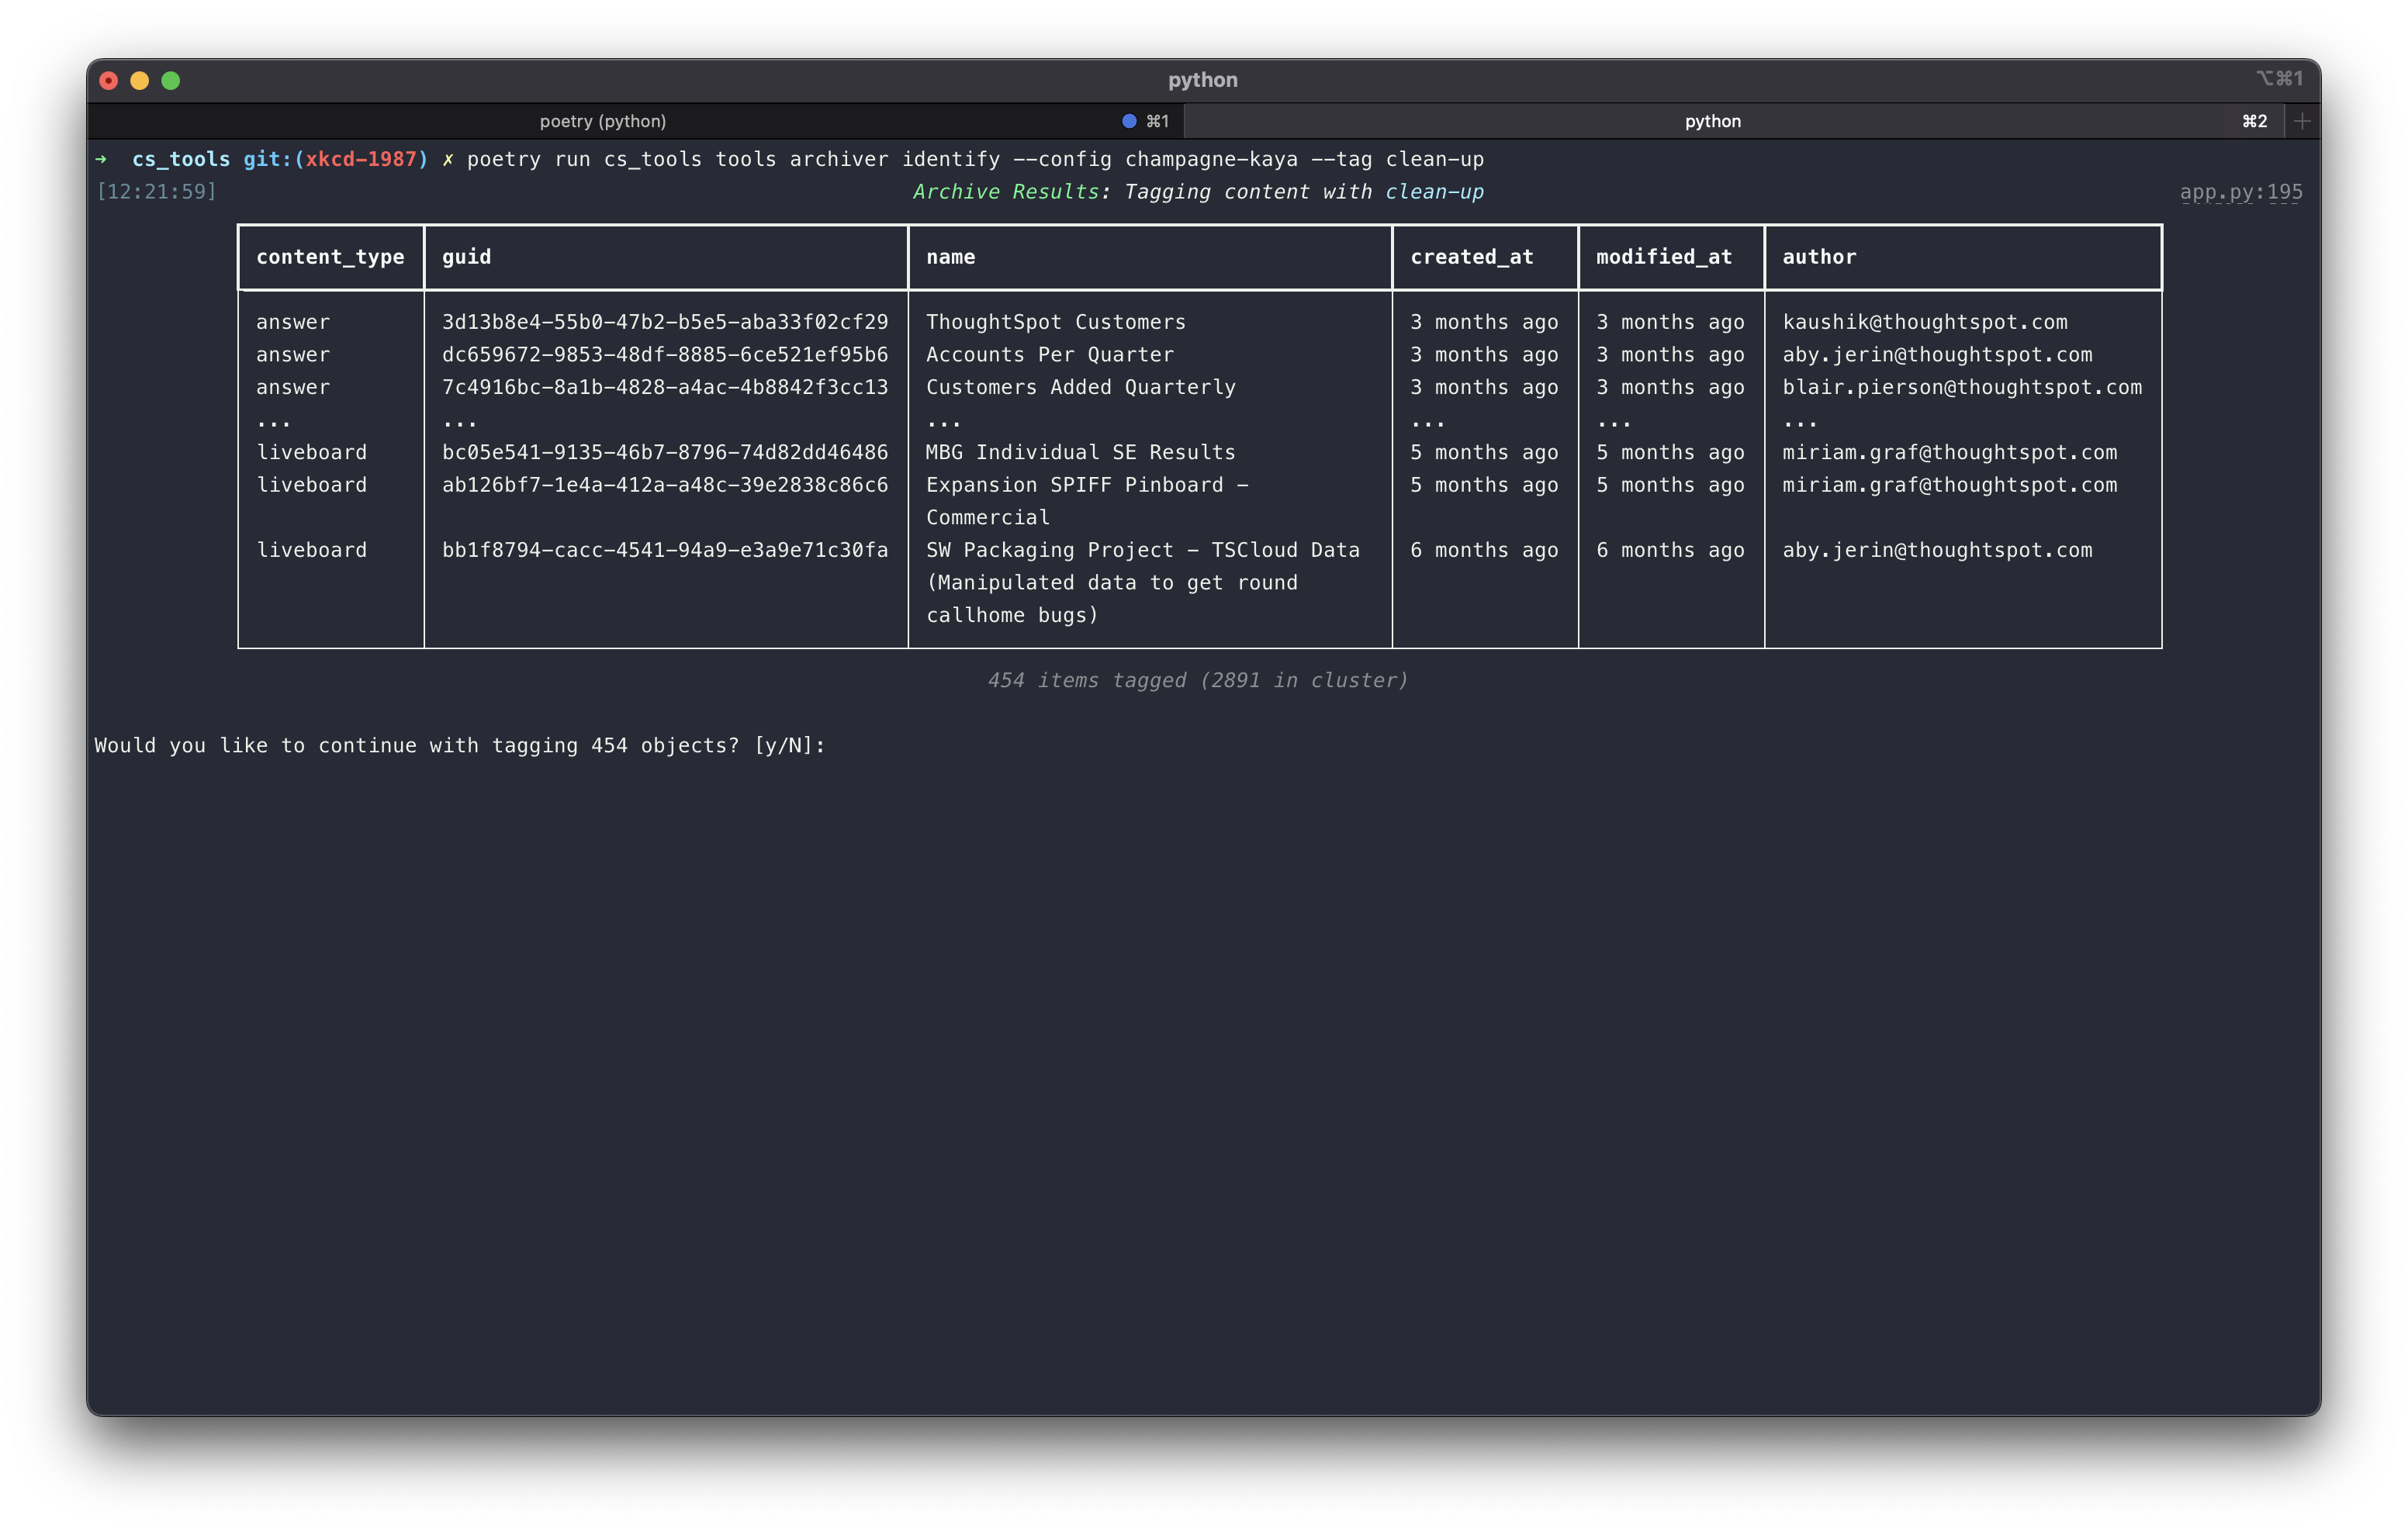 python
⌥⌘1
poetry (python) ⌘1 python ⌘2 +
➜ cs_tools git:(xkcd-1987) ✗ poetry run cs_tools tools archiver identify --config champagne-kaya --tag clean-up
[12:21:59] Archive Results: Tagging content with clean-up app.py:195
content_type guid name created_at modified_at author
answer 3d13b8e4-55b0-47b2-b5e5-aba33f02cf29 ThoughtSpot Customers 3 months ago 3 months ago kaushik@thoughtspot.com
answer dc659672-9853-48df-8885-6ce521ef95b6 Accounts Per Quarter 3 months ago 3 months ago aby.jerin@thoughtspot.com
answer 7c4916bc-8a1b-4828-a4ac-4b8842f3cc13 Customers Added Quarterly 3 months ago 3 months ago blair.pierson@thoughtspot.com
... ... ... ... ... ...
liveboard bc05e541-9135-46b7-8796-74d82dd46486 MBG Individual SE Results 5 months ago 5 months ago miriam.graf@thoughtspot.com
liveboard ab126bf7-1e4a-412a-a48c-39e2838c86c6 Expansion SPIFF Pinboard - 5 months ago 5 months ago miriam.graf@thoughtspot.com
Commercial
liveboard bb1f8794-cacc-4541-94a9-e3a9e71c30fa SW Packaging Project - TSCloud Data 6 months ago 6 months ago aby.jerin@thoughtspot.com
(Manipulated data to get round
callhome bugs)
454 items tagged (2891 in cluster)
Would you like to continue with tagging 454 objects? [y/N]: